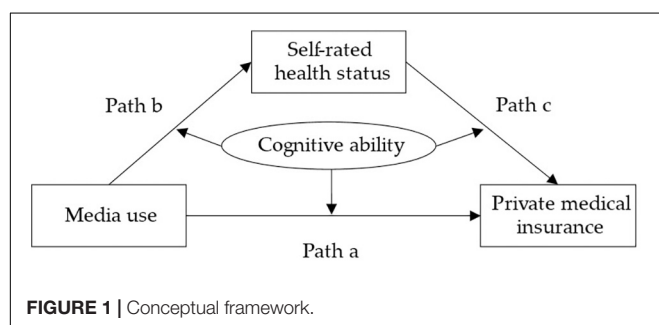 Self-rated
health status
Path b
Path c
Cognitive ability
Media use
Private medical
insurance
Path a
FIGURE 1 | Conceptual framework.